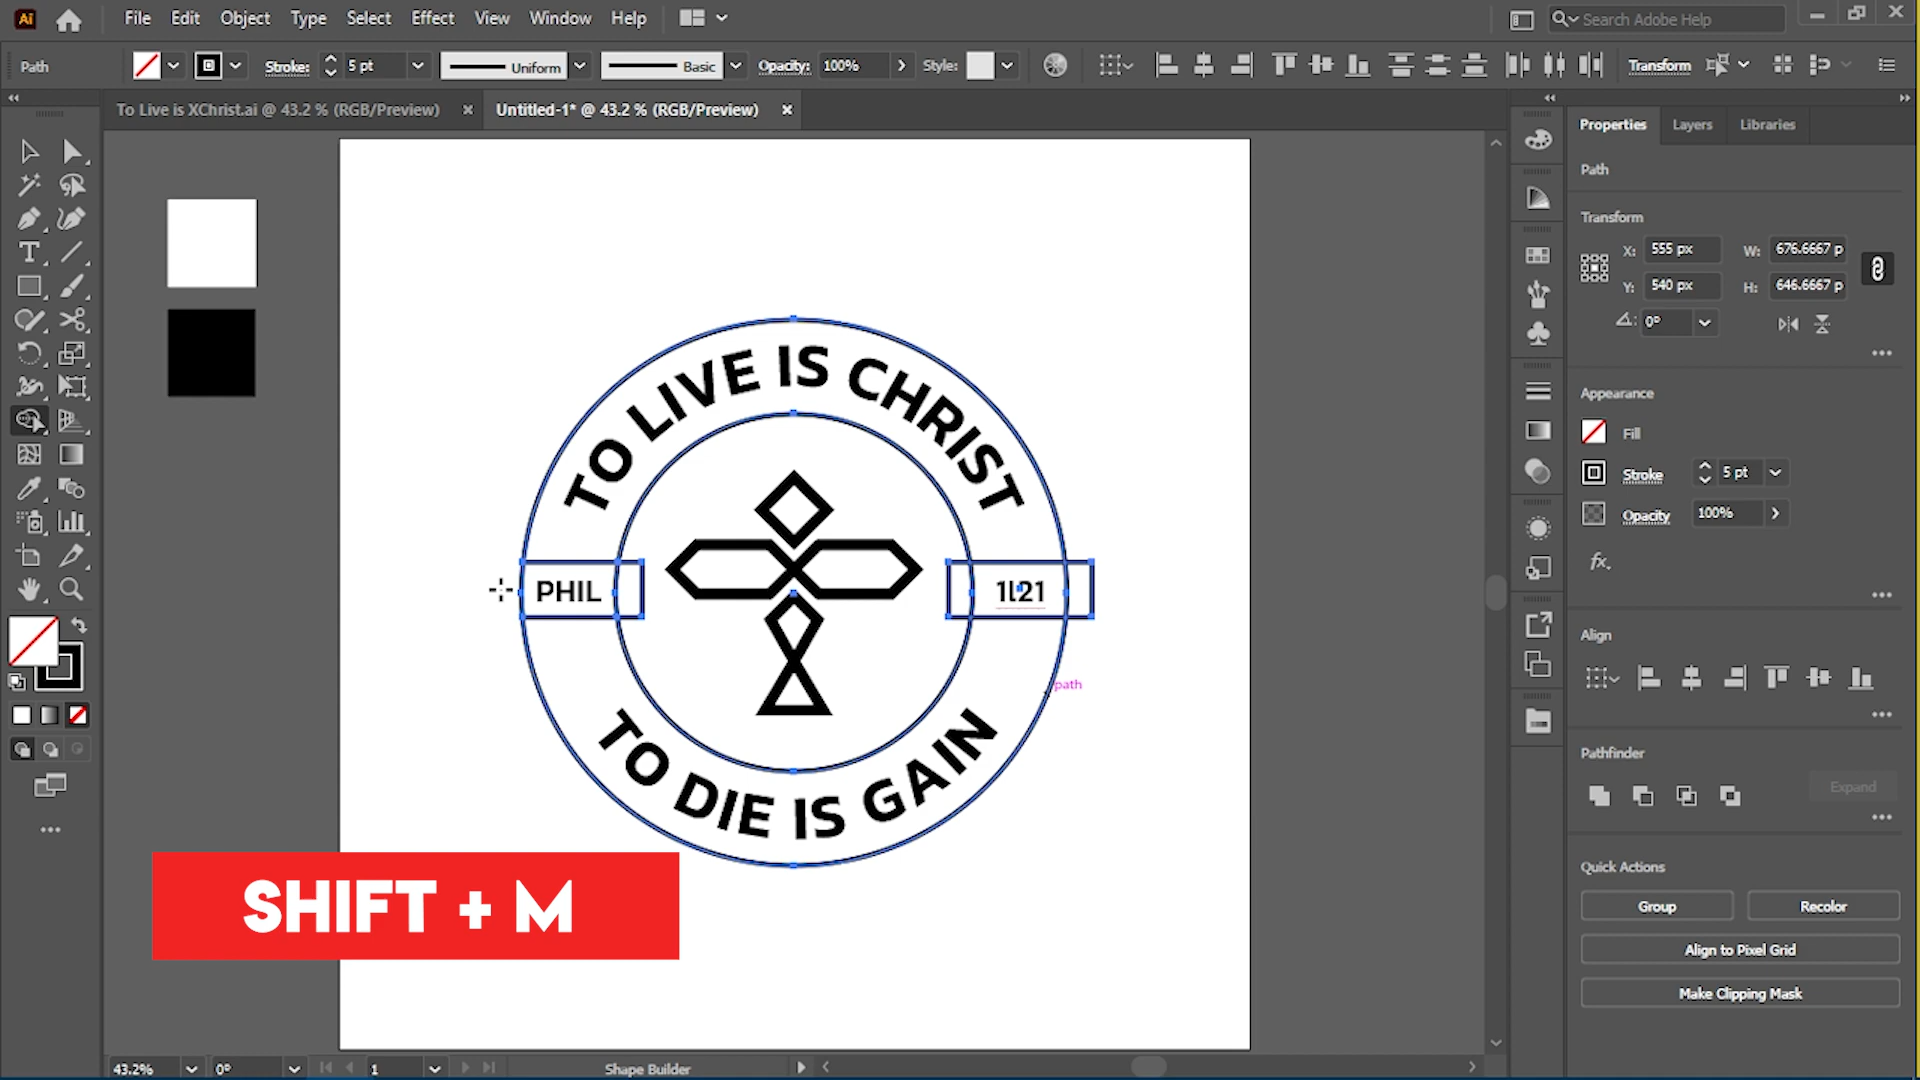 Ai File Edit Object Type Select Effect View Window Help Search Adobe Help
Path Stroke: 5 pt Uniform Basic Opacity: 100% Style: Transform
To Live is XChrist.ai @ 43.2 % (RGB/Preview) Untitled-1* @ 43.2 % (RGB/Preview)
Properties Layers Libraries
Path
Transform
X: 555 px W: 676.6667 p
Y: 540 px H: 646.6667 p
0°
Appearance
Fill
Stroke 5 pt
Opacity 100%
fx.
Align
Pathfinder
Expand
Quick Actions
Group Recolor
Align to Pixel Grid
Make Clipping Mask
TO LIVE IS CHRIST
PHIL 1:21
path
TO DIE IS GAIN
SHIFT + M
43.2% 0° 1 Shape Builder